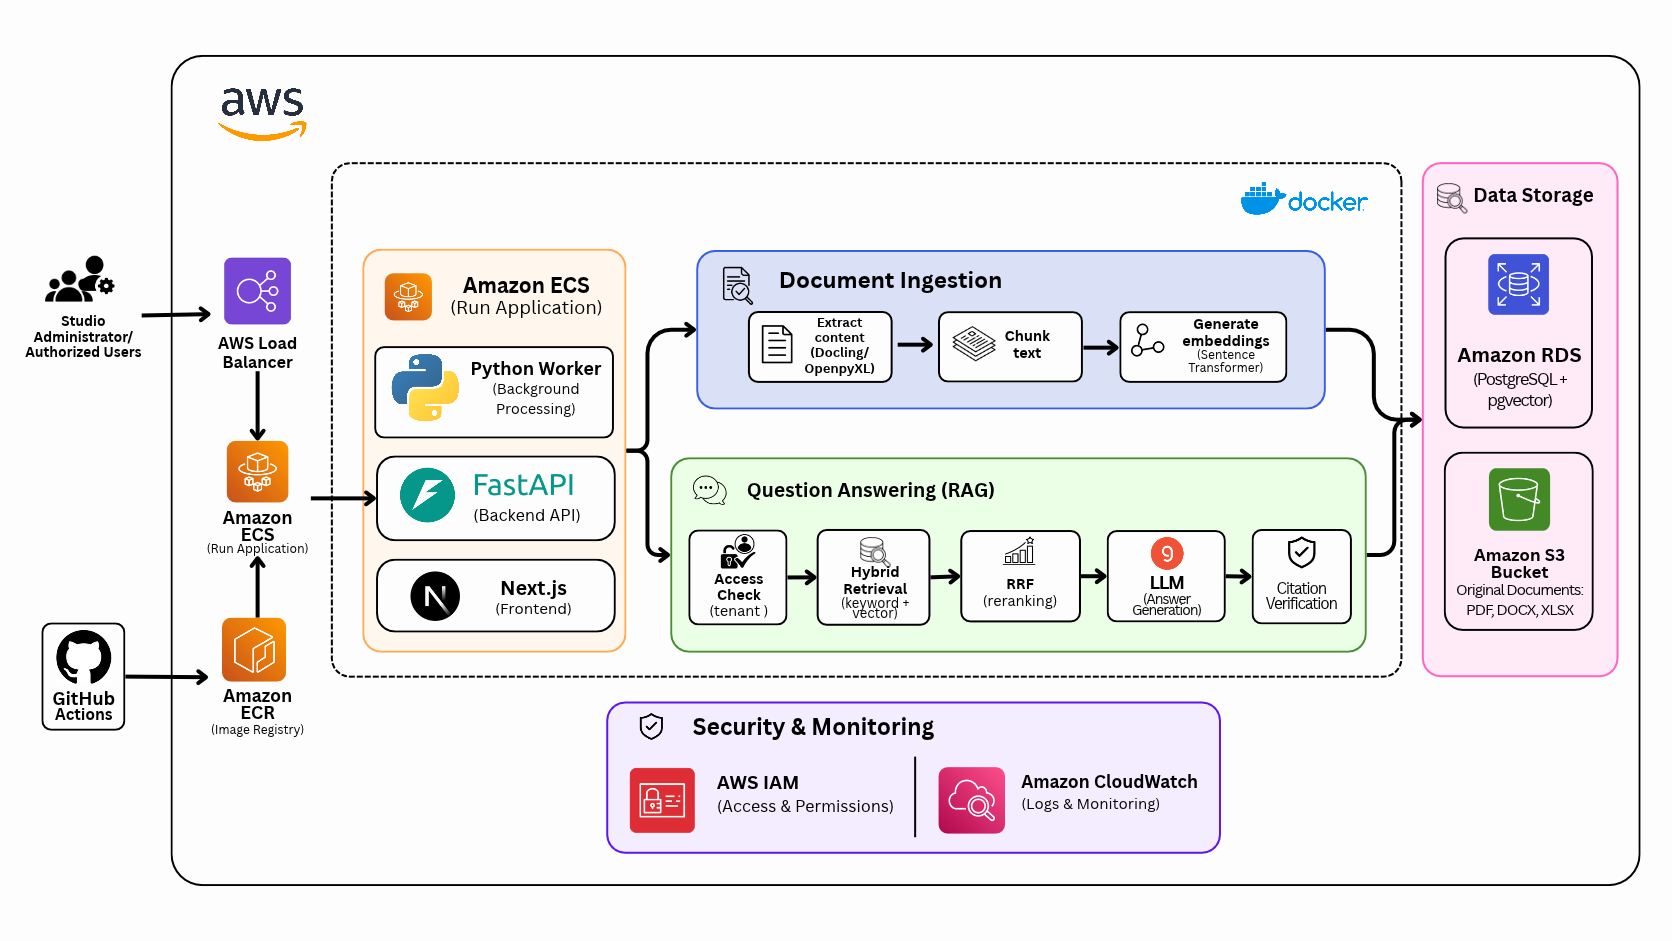 aws
docker
Studio
Administrator/
Authorized Users
AWS Load
Balancer
Amazon
ECS
(Run Application)
GitHub
Actions
Amazon
ECR
(Image Registry)
Amazon ECS
(Run Application)
Python Worker
(Background
Processing)
FastAPI
(Backend API)
Next.js
(Frontend)
Document Ingestion
Extract
content
(Docling/
OpenpyXL)
Chunk
text
Generate
embeddings
(Sentence
Transformer)
Question Answering (RAG)
Access
Check
(tenant )
Hybrid
Retrieval
(keyword +
vector)
RRF
(reranking)
LLM
(Answer
Generation)
Citation
Verification
Data Storage
Amazon RDS
(PostgreSQL +
pgvector)
Amazon S3
Bucket
Original Documents:
PDF, DOCX, XLSX
Security & Monitoring
AWS IAM
(Access & Permissions)
Amazon CloudWatch
(Logs & Monitoring)